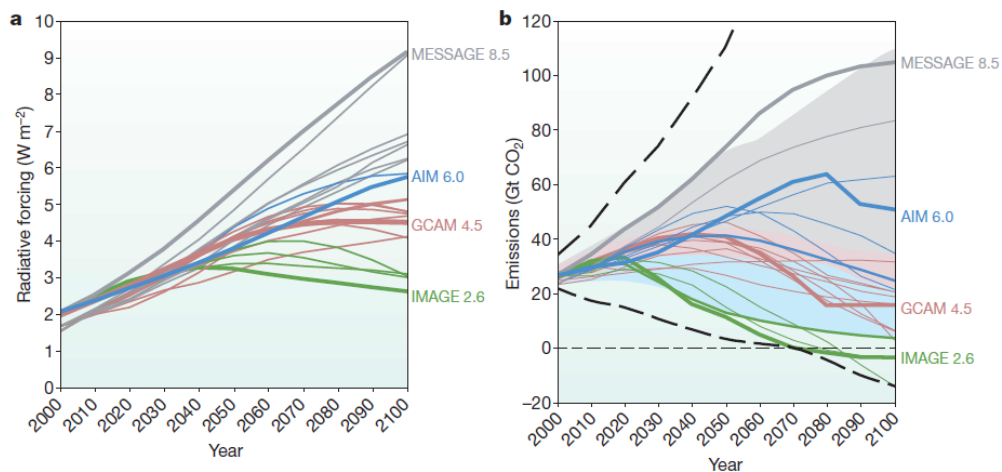 a
Radiative forcing (W m⁻²)
10
9
8
7
6
5
4
3
2
1
0
2000 2010 2020 2030 2040 2050 2060 2070 2080 2090 2100
Year
MESSAGE 8.5
AIM 6.0
GCAM 4.5
IMAGE 2.6
b
Emissions (Gt CO₂)
120
100
80
60
40
20
0
–20
2000 2010 2020 2030 2040 2050 2060 2070 2080 2090 2100
Year
MESSAGE 8.5
AIM 6.0
GCAM 4.5
IMAGE 2.6